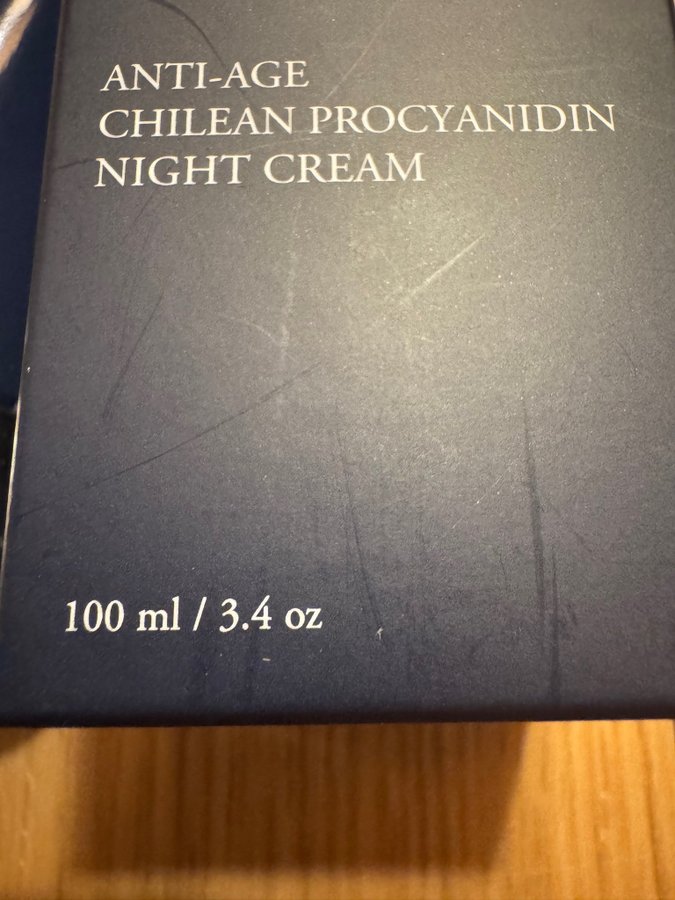 ANTI-AGE
CHILEAN PROCYANIDIN
NIGHT CREAM
100 ml / 3.4 oz